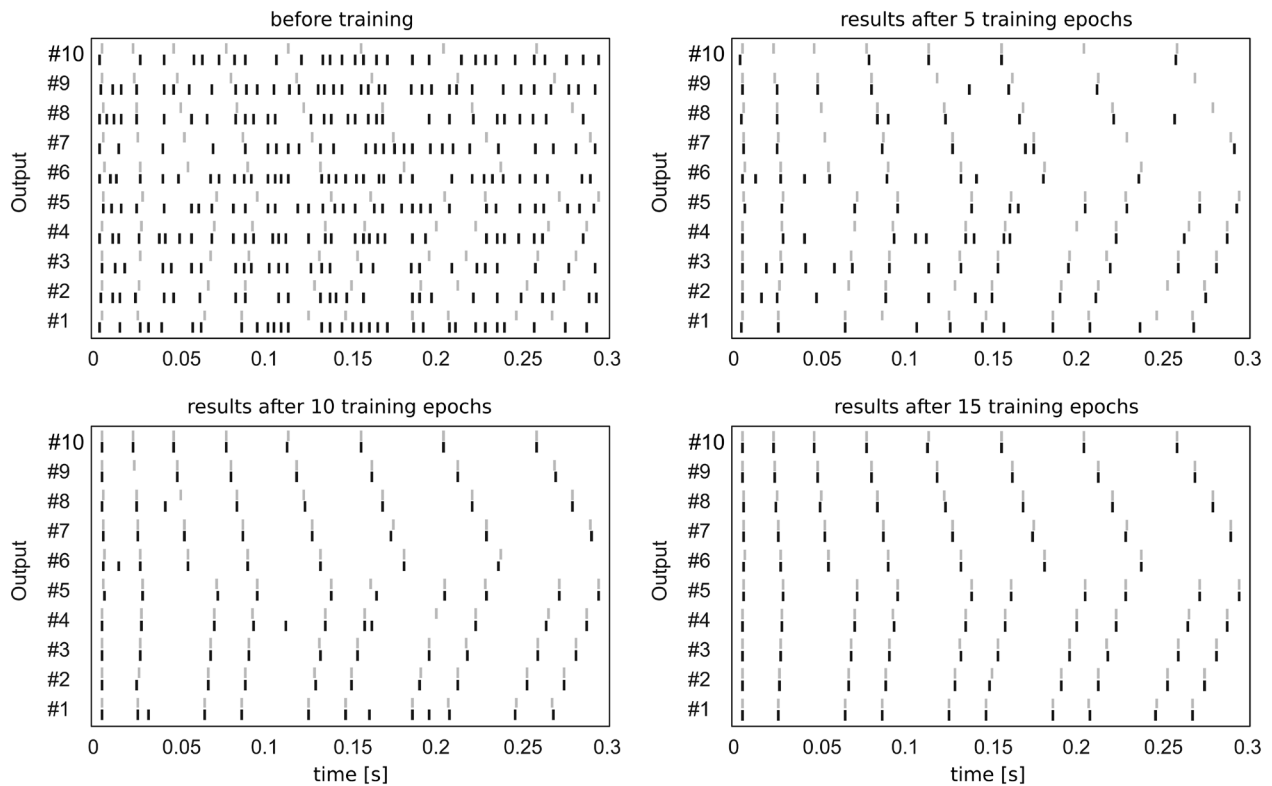 before training
Output
#10
#9
#8
#7
#6
#5
#4
#3
#2
#1
0 0.05 0.1 0.15 0.2 0.25 0.3
results after 5 training epochs
Output
#10
#9
#8
#7
#6
#5
#4
#3
#2
#1
0 0.05 0.1 0.15 0.2 0.25 0.3
results after 10 training epochs
Output
#10
#9
#8
#7
#6
#5
#4
#3
#2
#1
0 0.05 0.1 0.15 0.2 0.25 0.3
time [s]
results after 15 training epochs
Output
#10
#9
#8
#7
#6
#5
#4
#3
#2
#1
0 0.05 0.1 0.15 0.2 0.25 0.3
time [s]